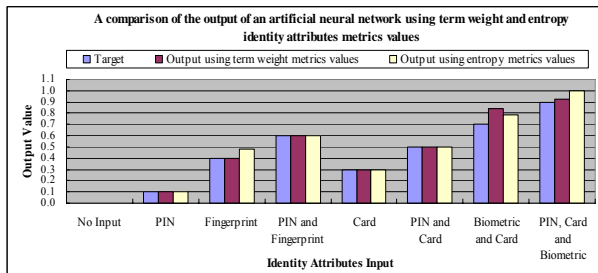 A comparison of the output of an artificial neural network using term weight and entropy
identity attributes metrics values
Target
Output using term weight metrics values
Output using entropy metrics values
Output Value
1.1
1.0
0.9
0.8
0.7
0.6
0.5
0.4
0.3
0.2
0.1
0.0
No Input
PIN
Fingerprint
PIN and
Fingerprint
Card
PIN and
Card
Biometric
and Card
PIN, Card
and
Biometric
Identity Attributes Input